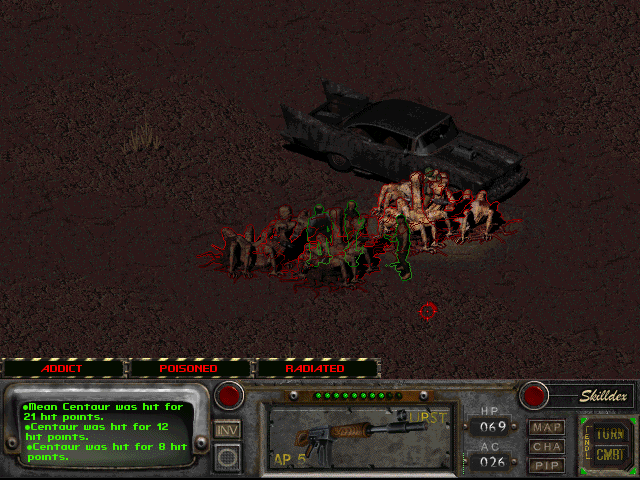 ADDICT
POISONED
RADIATED
•Mean Centaur was hit for
21 hit points.
•Centaur was hit for 12
hit points.
•Centaur was hit for 8 hit
points.
INV
BURST
AP 5
HP
069
AC
026
Skilldex
MAP
CHA
PIP
TURN
CMBT